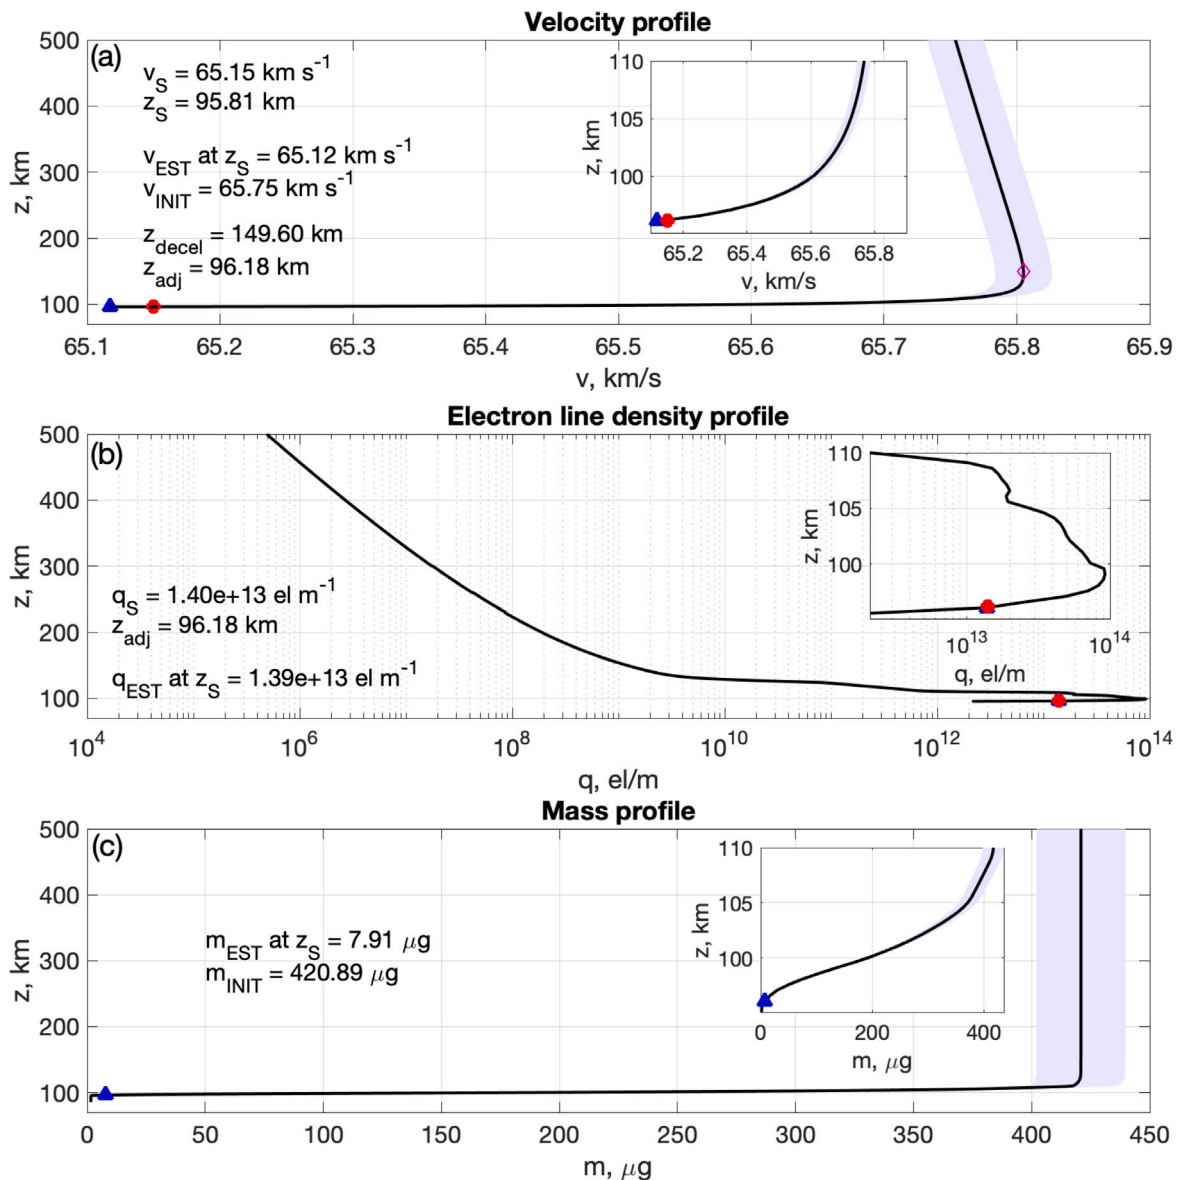 Velocity profile
(a)
500
400
300
200
100
z, km
v_S = 65.15 km s^-1
z_S = 95.81 km
v_EST at z_S = 65.12 km s^-1
v_INIT = 65.75 km s^-1
z_decel = 149.60 km
z_adj = 96.18 km
110
105
100
z, km
65.2 65.4 65.6 65.8
v, km/s
65.1 65.2 65.3 65.4 65.5 65.6 65.7 65.8 65.9
v, km/s
Electron line density profile
(b)
500
400
300
200
100
z, km
q_S = 1.40e+13 el m^-1
z_adj = 96.18 km
q_EST at z_S = 1.39e+13 el m^-1
110
105
100
z, km
10^13 10^14
q, el/m
10^4 10^6 10^8 10^10 10^12 10^14
q, el/m
Mass profile
(c)
500
400
300
200
100
z, km
m_EST at z_S = 7.91 μg
m_INIT = 420.89 μg
110
105
100
z, km
0 200 400
m, μg
0 50 100 150 200 250 300 350 400 450
m, μg